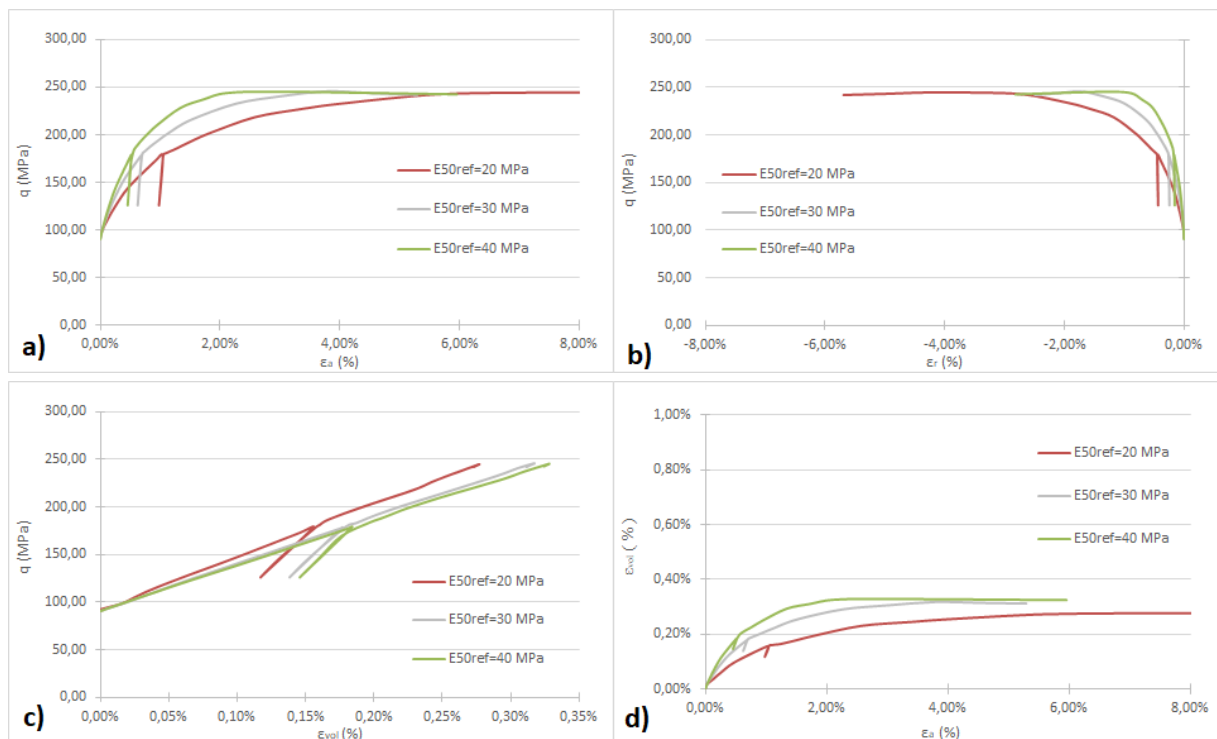 300,00
250,00
200,00
150,00
100,00
50,00
0,00
q (MPa)
E50ref=20 MPa
E50ref=30 MPa
E50ref=40 MPa
0,00% 2,00% 4,00% 6,00% 8,00%
εa (%)
a)
300,00
250,00
200,00
150,00
100,00
50,00
0,00
q (MPa)
E50ref=20 MPa
E50ref=30 MPa
E50ref=40 MPa
-8,00% -6,00% -4,00% -2,00% 0,00%
εr (%)
b)
300,00
250,00
200,00
150,00
100,00
50,00
0,00
q (MPa)
E50ref=20 MPa
E50ref=30 MPa
E50ref=40 MPa
0,00% 0,05% 0,10% 0,15% 0,20% 0,25% 0,30% 0,35%
εvol (%)
c)
1,00%
0,80%
0,60%
0,40%
0,20%
0,00%
εvol (%)
E50ref=20 MPa
E50ref=30 MPa
E50ref=40 MPa
0,00% 2,00% 4,00% 6,00% 8,00%
εa (%)
d)